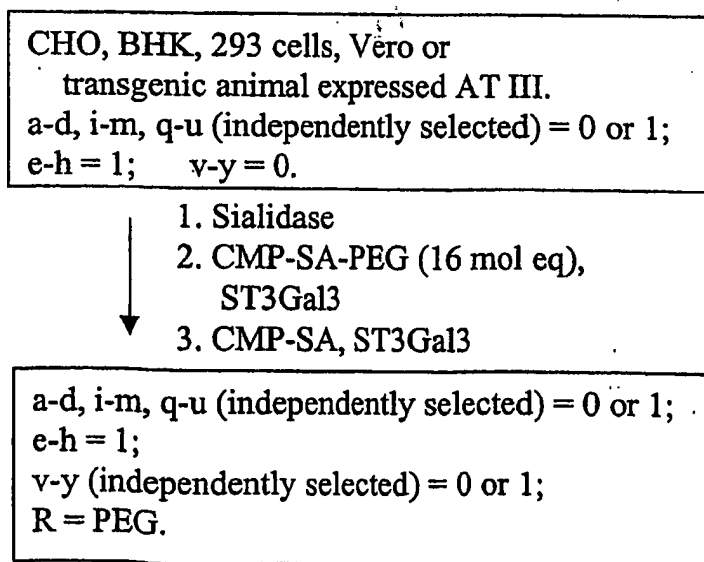 CHO, BHK, 293 cells, Vero or
transgenic animal expressed AT III.
a-d, i-m, q-u (independently selected) = 0 or 1;
e-h = 1; v-y = 0.
1. Sialidase
2. CMP-SA-PEG (16 mol eq),
ST3Gal3
3. CMP-SA, ST3Gal3
a-d, i-m, q-u (independently selected) = 0 or 1;
e-h = 1;
v-y (independently selected) = 0 or 1;
R = PEG.